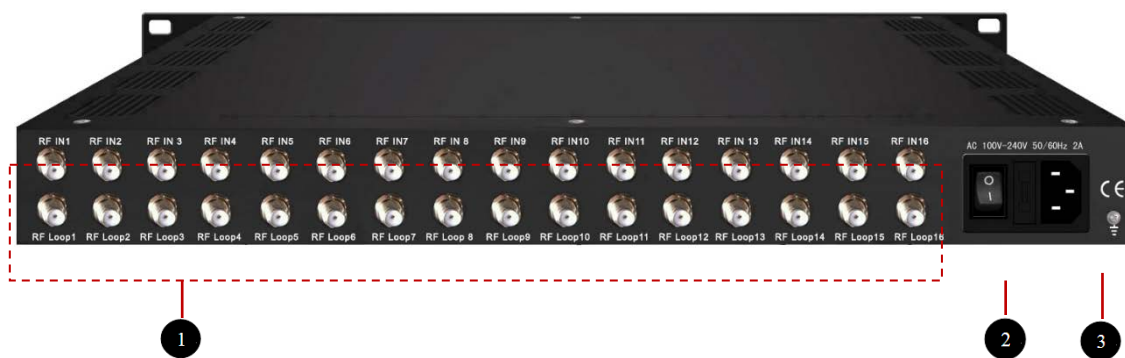 RF IN1 RF IN2 RF IN 3 RF IN4 RF IN5 RF IN6 RF IN7 RF IN 8 RF IN9 RF IN10 RF IN11 RF IN12 RF IN 13 RF IN14 RF IN15 RF IN16
AC 100V-240V 50/60Hz 2A
O
I
CE
RF Loop1 RF Loop2 RF Loop3 RF Loop4 RF Loop5 RF Loop6 RF Loop7 RF Loop 8 RF Loop9 RF Loop10 RF Loop11 RF Loop12 RF Loop13 RF Loop14 RF Loop15 RF Loop16
1
2
3